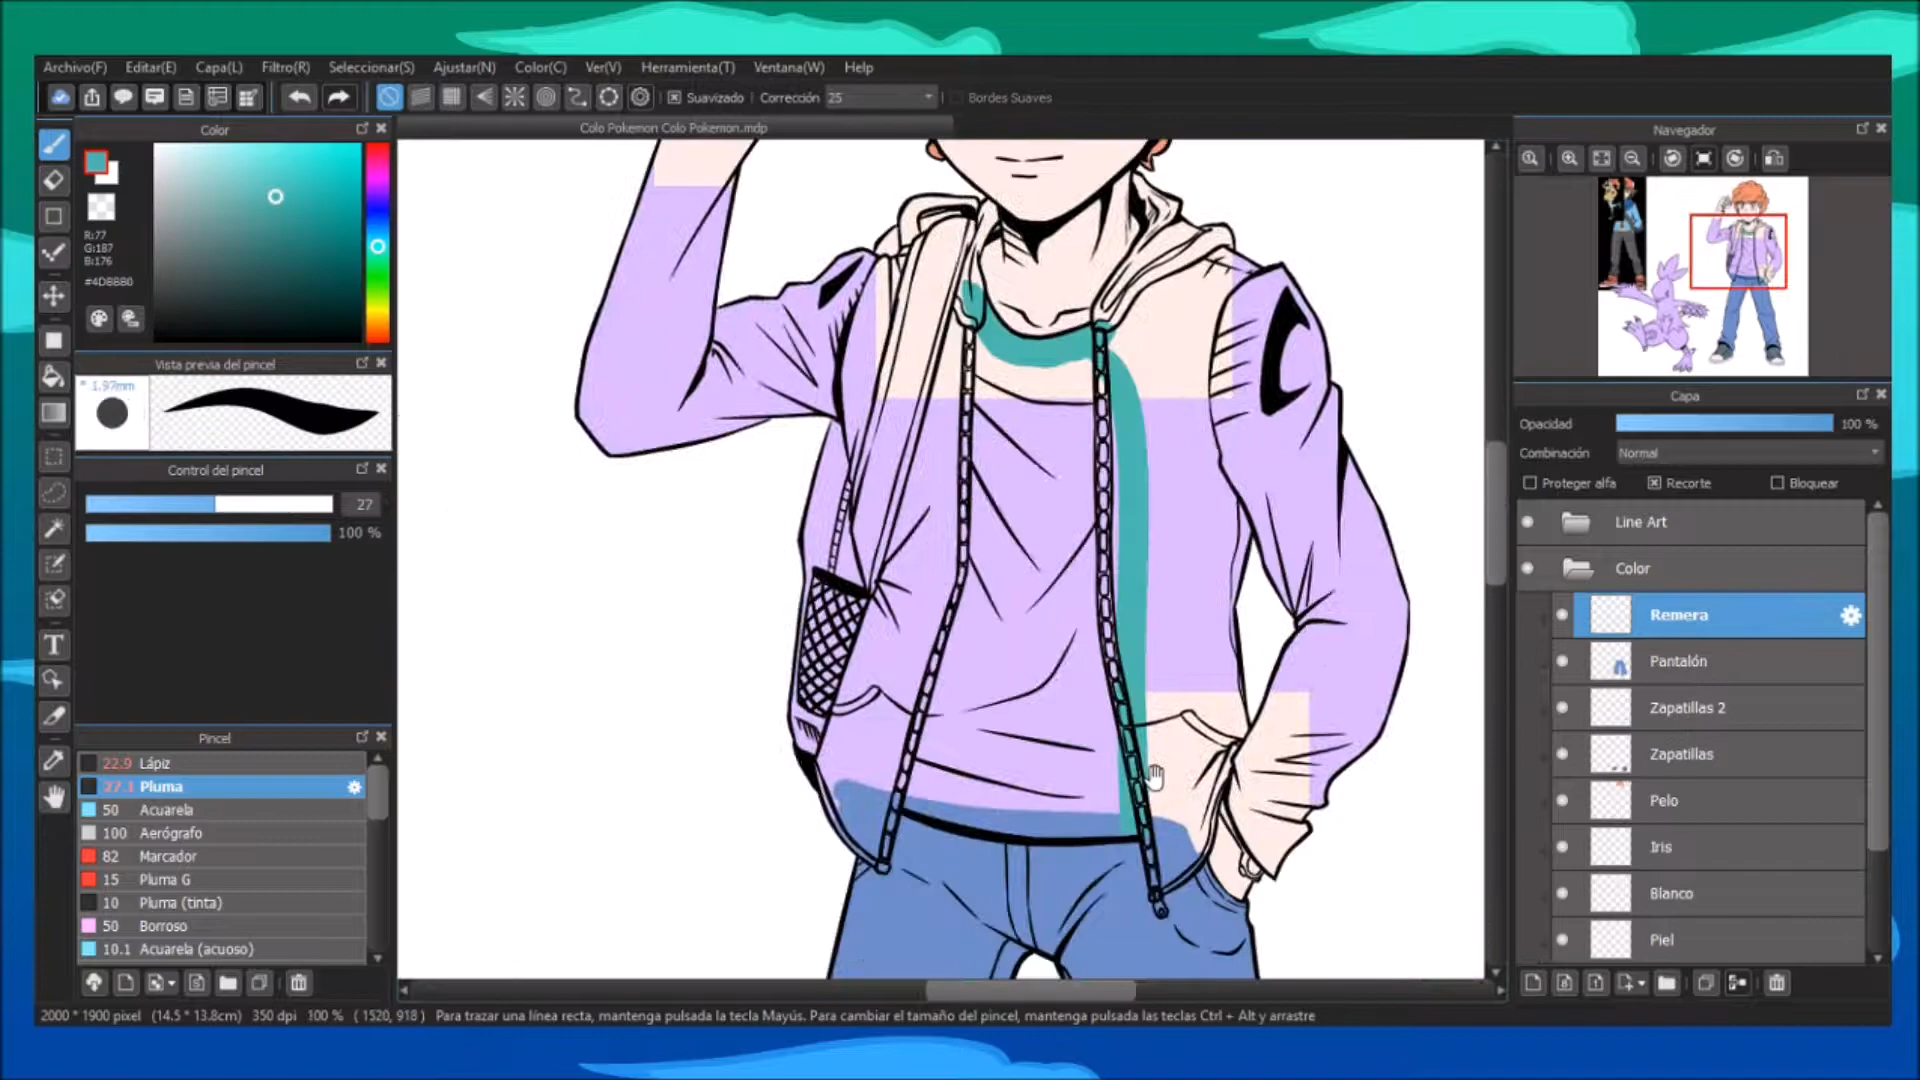 Archivo(F) Editar(E) Capa(L) Filtro(R) Seleccionar(S) Ajustar(N) Color(C) Ver(V) Herramienta(T) Ventana(W) Help
Suavizado Corrección 25 Bordes Suaves
Color
Colo Pokemon Colo Pokemon.mdp
Navegador
R:77
G:187
B:176
#4DBBB0
Vista previa del pincel
* 1.97mm
Control del pincel
27
100 %
Pincel
22.9 Lápiz
27.1 Pluma
50 Acuarela
100 Aerógrafo
82 Marcador
15 Pluma G
10 Pluma (tinta)
50 Borroso
10.1 Acuarela (acuoso)
Capa
Opacidad 100 %
Combinación Normal
Proteger alfa Recorte Bloquear
Line Art
Color
Remera
Pantalón
Zapatillas 2
Zapatillas
Pelo
Iris
Blanco
Piel
2000 * 1900 pixel (14.5 * 13.8cm) 350 dpi 100 % ( 1520, 918 ) Para trazar una línea recta, mantenga pulsada la tecla Mayús. Para cambiar el tamaño del pincel, mantenga pulsada las teclas Ctrl + Alt y arrastre